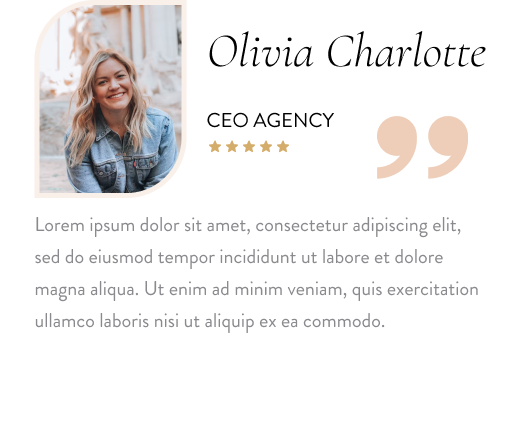 Olivia Charlotte
CEO AGENCY
”
Lorem ipsum dolor sit amet, consectetur adipiscing elit,
sed do eiusmod tempor incididunt ut labore et dolore
magna aliqua. Ut enim ad minim veniam, quis exercitation
ullamco laboris nisi ut aliquip ex ea commodo.